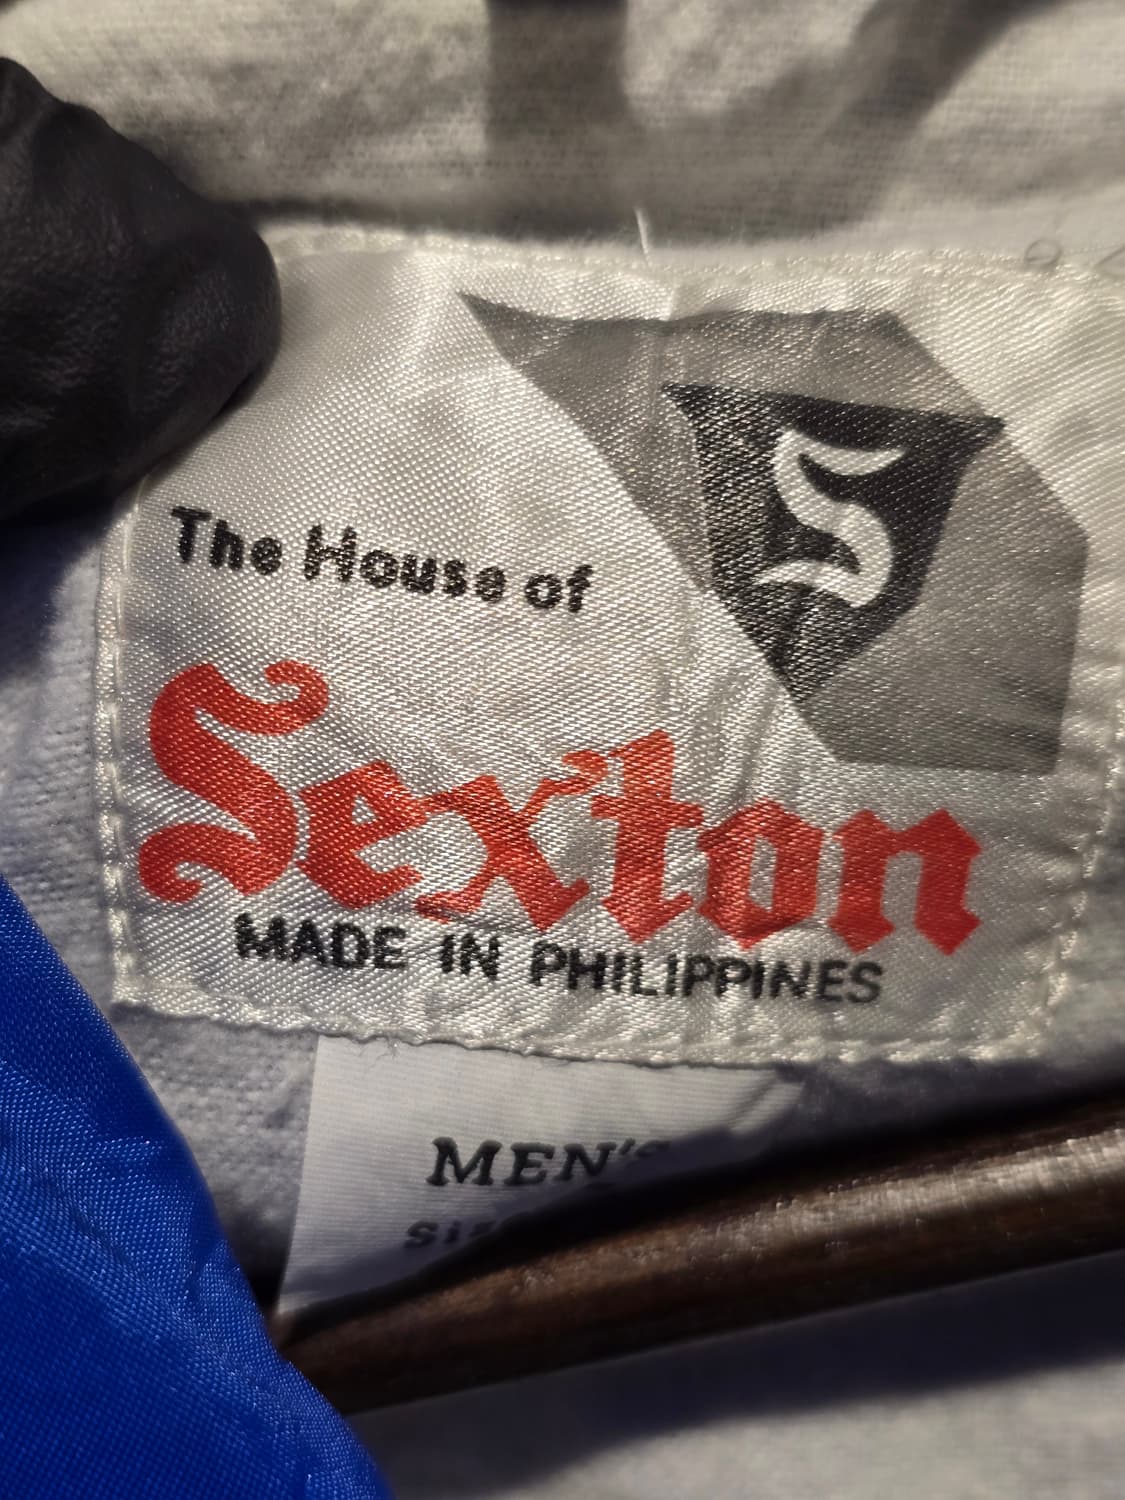 S
The House of
Sexton
MADE IN PHILIPPINES
MEN'S